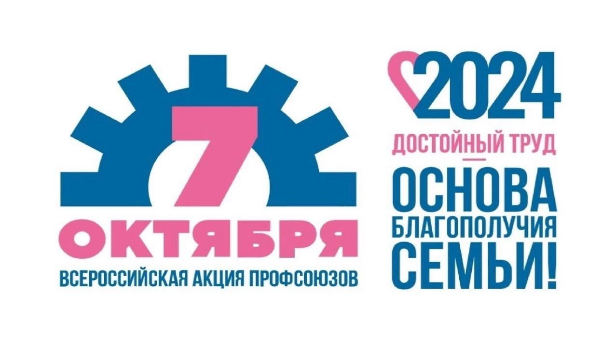 7
ОКТЯБРЯ
ВСЕРОССИЙСКАЯ АКЦИЯ ПРОФСОЮЗОВ
2024
ДОСТОЙНЫЙ ТРУД
—
ОСНОВА
БЛАГОПОЛУЧИЯ
СЕМЬИ!